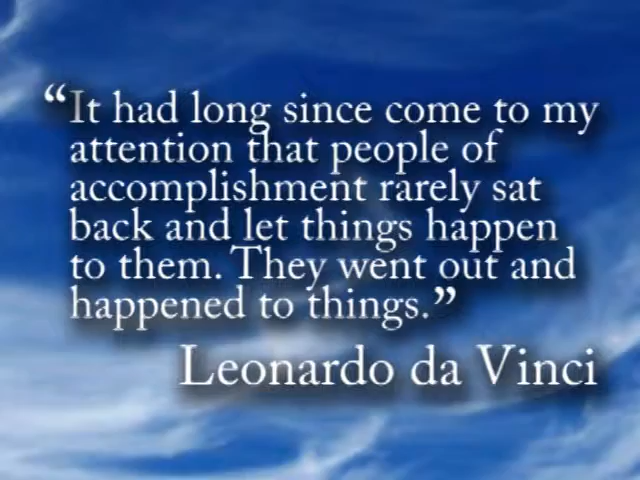 “It had long since come to my
attention that people of
accomplishment rarely sat
back and let things happen
to them. They went out and
happened to things.”
Leonardo da Vinci